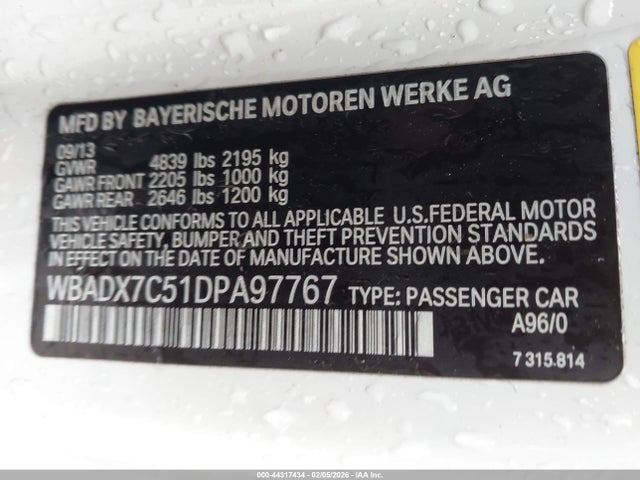 MFD BY BAYERISCHE MOTOREN WERKE AG
09/13
GVWR 4839 lbs 2195 kg
GAWR FRONT 2205 lbs 1000 kg
GAWR REAR 2646 lbs 1200 kg
THIS VEHICLE CONFORMS TO ALL APPLICABLE U.S.FEDERAL MOTOR
VEHICLE SAFETY, BUMPER AND THEFT PREVENTION STANDARDS
IN EFFECT ON THE DATE OF MANUFACTURE SHOWN ABOVE.
WBADX7C51DPA97767 TYPE: PASSENGER CAR
A96/0
7 315.814
000-44317434 - 02/05/2026 - IAA Inc.